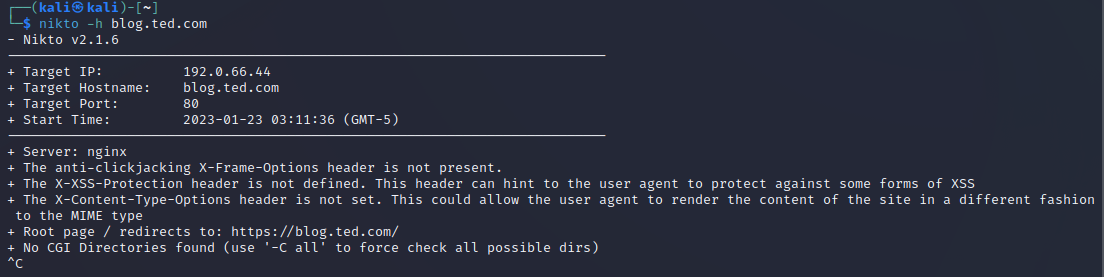 ┌──(kali㉿kali)-[~]
└─$ nikto -h blog.ted.com
- Nikto v2.1.6
---------------------------------------------------------------------------
+ Target IP:          192.0.66.44
+ Target Hostname:    blog.ted.com
+ Target Port:        80
+ Start Time:         2023-01-23 03:11:36 (GMT-5)
---------------------------------------------------------------------------
+ Server: nginx
+ The anti-clickjacking X-Frame-Options header is not present.
+ The X-XSS-Protection header is not defined. This header can hint to the user agent to protect against some forms of XSS
+ The X-Content-Type-Options header is not set. This could allow the user agent to render the content of the site in a different fashion
 to the MIME type
+ Root page / redirects to: https://blog.ted.com/
+ No CGI Directories found (use '-C all' to force check all possible dirs)
^C